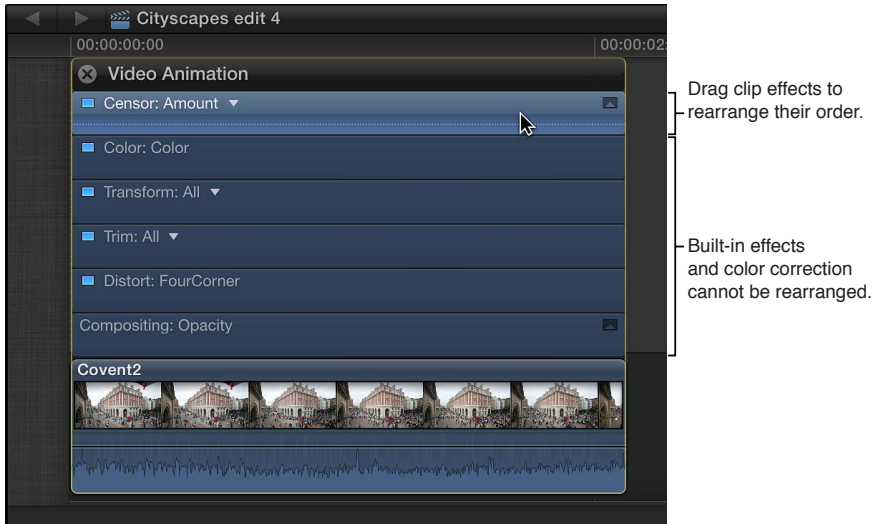 Cityscapes edit 4
00:00:00:00
00:00:02:
Video Animation
Censor: Amount
Color: Color
Transform: All
Trim: All
Distort: FourCorner
Compositing: Opacity
Covent2
Drag clip effects to
rearrange their order.
Built-in effects
and color correction
cannot be rearranged.